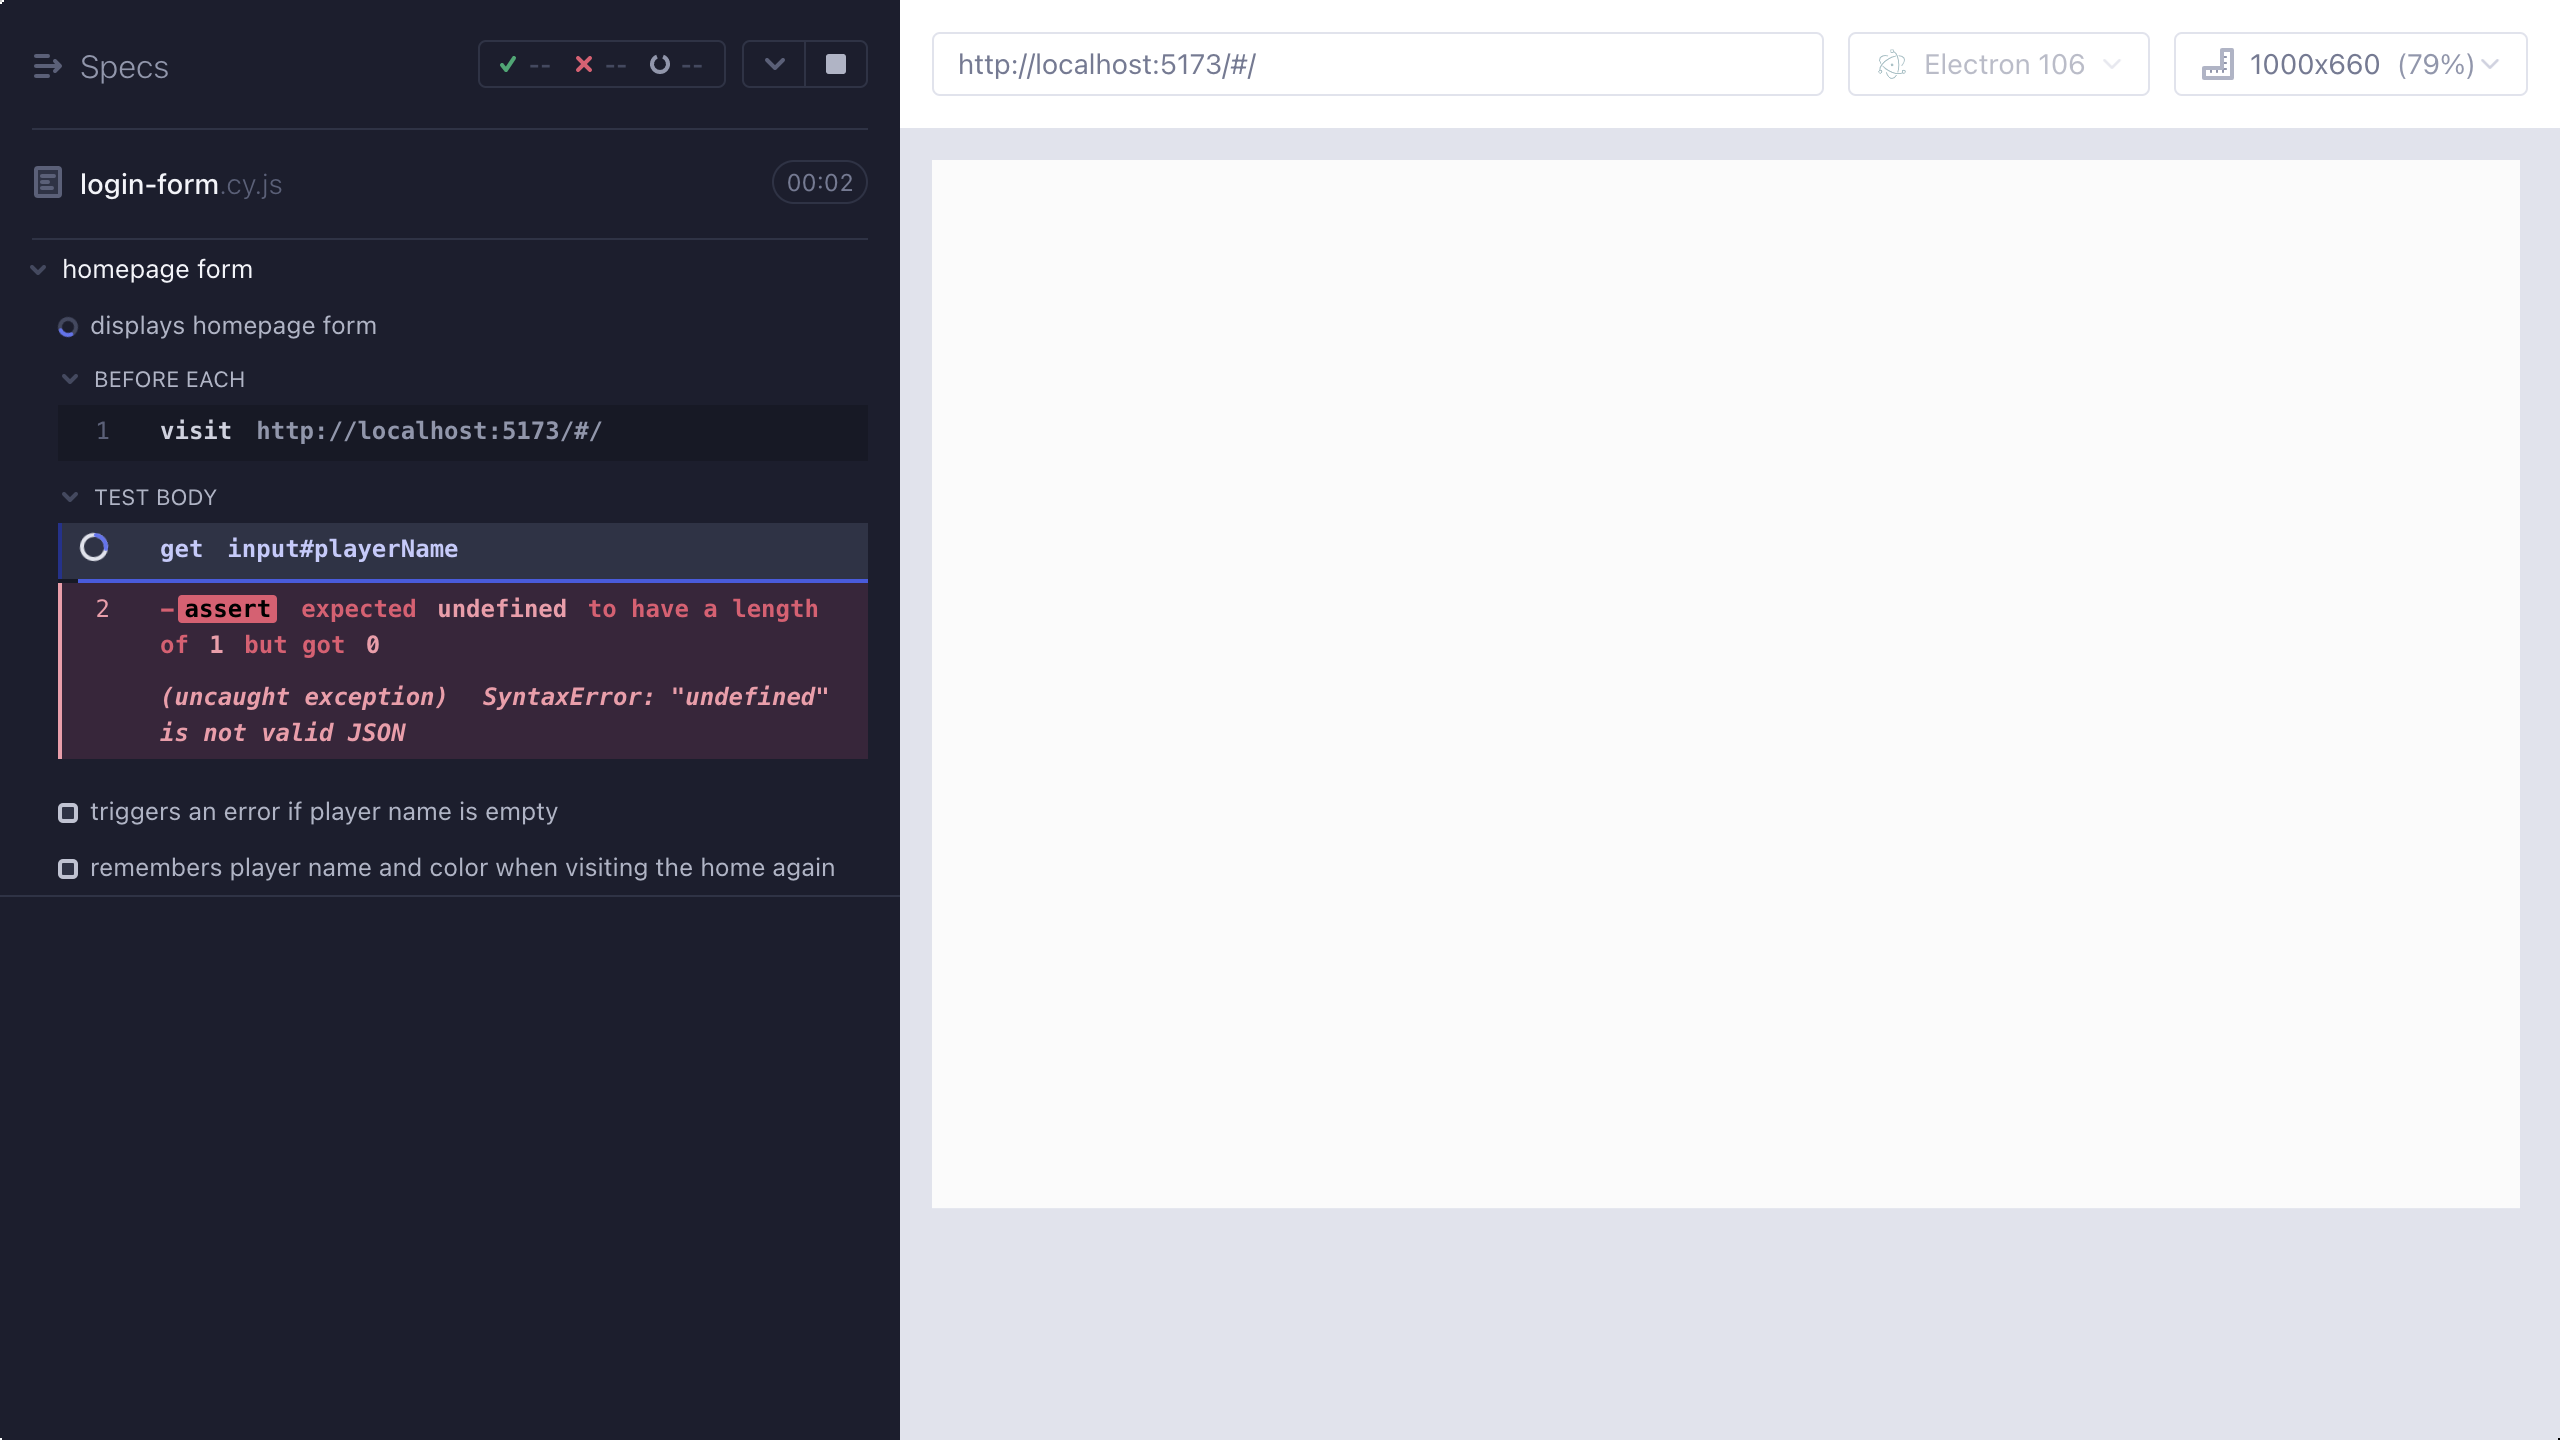 Specs
-- -- --
login-form.cy.js
00:02
homepage form
displays homepage form
BEFORE EACH
1 visit http://localhost:5173/#/
TEST BODY
get input#playerName
2 -assert expected undefined to have a length
of 1 but got 0
(uncaught exception) SyntaxError: "undefined"
is not valid JSON
triggers an error if player name is empty
remembers player name and color when visiting the home again
http://localhost:5173/#/
Electron 106
1000x660 (79%)